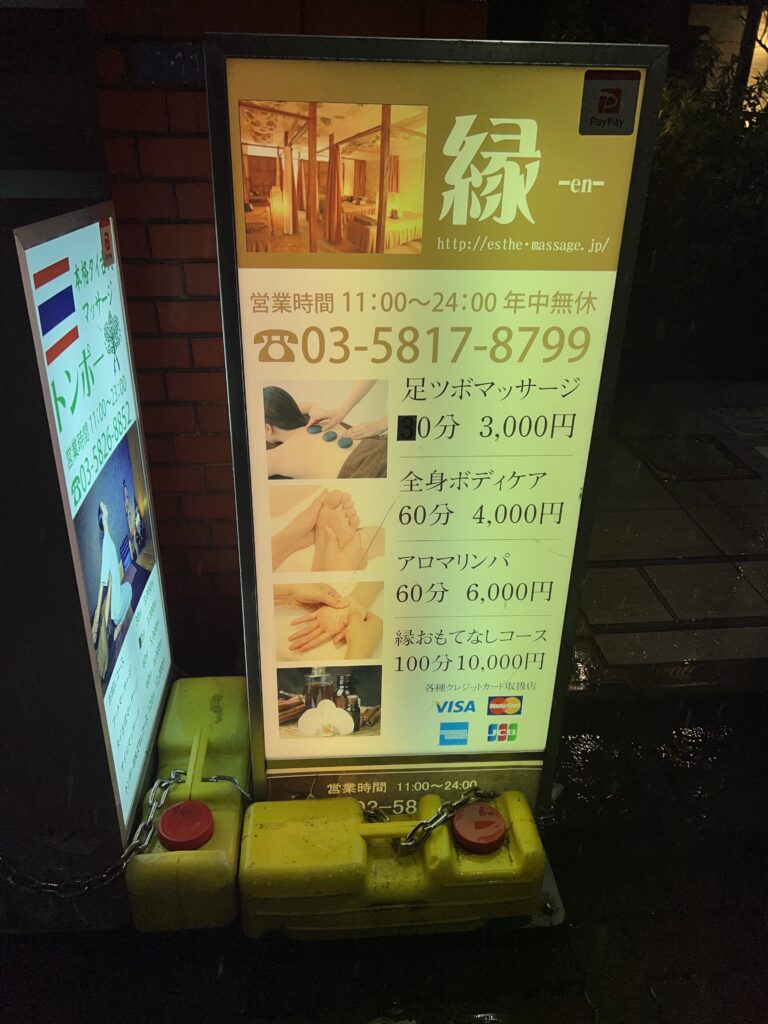 PayPay
縁 -en-
http://esthe・massage.jp/
営業時間 11:00～24:00 年中無休
☎03-5817-8799
足ツボマッサージ
30分 3,000円
全身ボディケア
60分 4,000円
アロマリンパ
60分 6,000円
縁おもてなしコース
100分 10,000円
各種クレジットカード取扱店
VISA MasterCard
JCB
営業時間 11:00～24:00
本格タイ
マッサージ
トンポー
営業時間 11:00～23:00
☎03-5826-8852